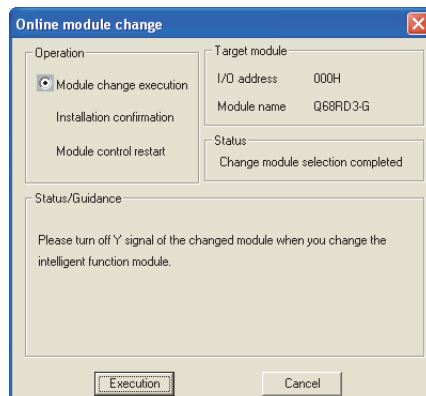 Online module change
Operation
Module change execution
Installation confirmation
Module control restart
Target module
I/O address 000H
Module name Q68RD3-G
Status
Change module selection completed
Status/Guidance
Please turn off Y signal of the changed module when you change the
intelligent function module.
Execution Cancel